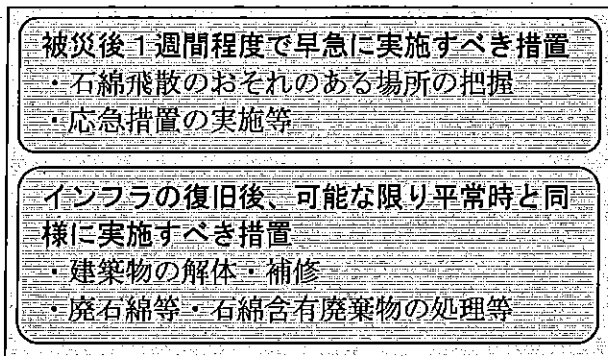 被災後１週間程度で早急に実施すべき措置
・石綿飛散のおそれのある場所の把握
・応急措置の実施等
インフラの復旧後、可能な限り平常時と同
様に実施すべき措置
・建築物の解体・補修
・廃石綿等・石綿含有廃棄物の処理等